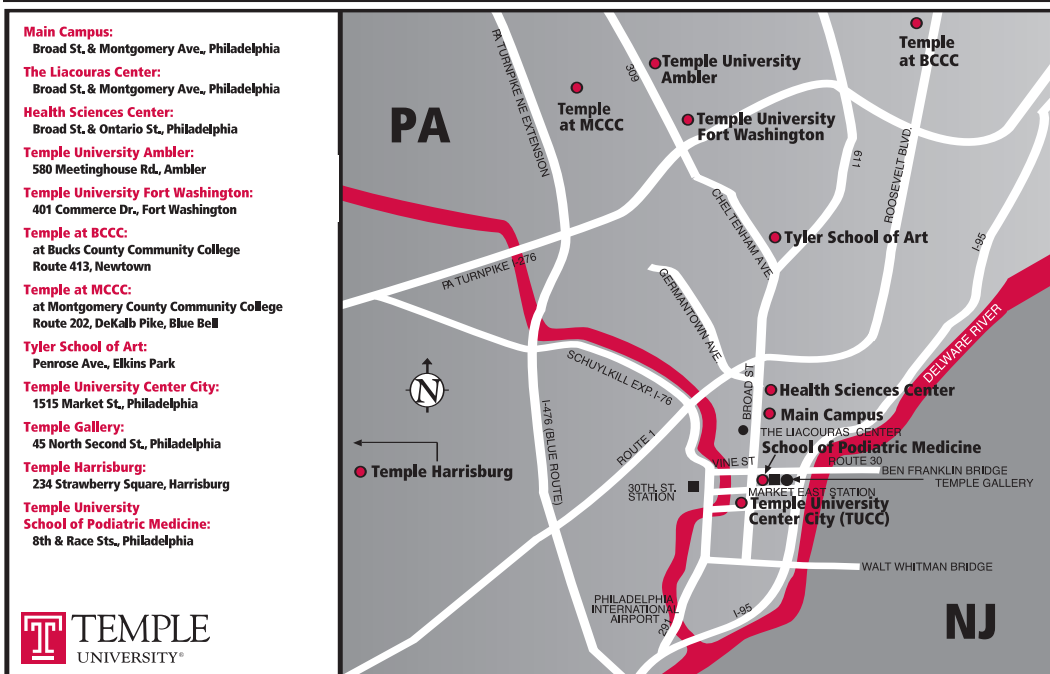 Main Campus:
Broad St. & Montgomery Ave., Philadelphia
The Liacouras Center:
Broad St. & Montgomery Ave., Philadelphia
Health Sciences Center:
Broad St. & Ontario St., Philadelphia
Temple University Ambler:
580 Meetinghouse Rd., Ambler
Temple University Fort Washington:
401 Commerce Dr., Fort Washington
Temple at BCCC:
at Bucks County Community College
Route 413, Newtown
Temple at MCCC:
at Montgomery County Community College
Route 202, DeKalb Pike, Blue Bell
Tyler School of Art:
Penrose Ave., Elkins Park
Temple University Center City:
1515 Market St., Philadelphia
Temple Gallery:
45 North Second St., Philadelphia
Temple Harrisburg:
234 Strawberry Square, Harrisburg
Temple University
School of Podiatric Medicine:
8th & Race Sts., Philadelphia
T
TEMPLE
UNIVERSITY®
PA
NJ
N
PA TURNPIKE NE EXTENSION
309
Temple University
Ambler
Temple
at MCCC
Temple University
Fort Washington
Temple
at BCCC
611
ROOSEVELT BLVD.
I-95
CHELTENHAM AVE.
Tyler School of Art
PA TURNPIKE I-276
GERMANTOWN AVE.
DELWARE RIVER
SCHUYLKILL EXP. I-76
BROAD ST
Health Sciences Center
Main Campus
THE LIACOURAS CENTER
School of Podiatric Medicine
I-476 (BLUE ROUTE)
ROUTE 1
VINE ST
ROUTE 30
BEN FRANKLIN BRIDGE
TEMPLE GALLERY
Temple Harrisburg
30TH. ST.
STATION
MARKET EAST STATION
Temple University
Center City (TUCC)
WALT WHITMAN BRIDGE
PHILADELPHIA
INTERNATIONAL
AIRPORT
291
I-95